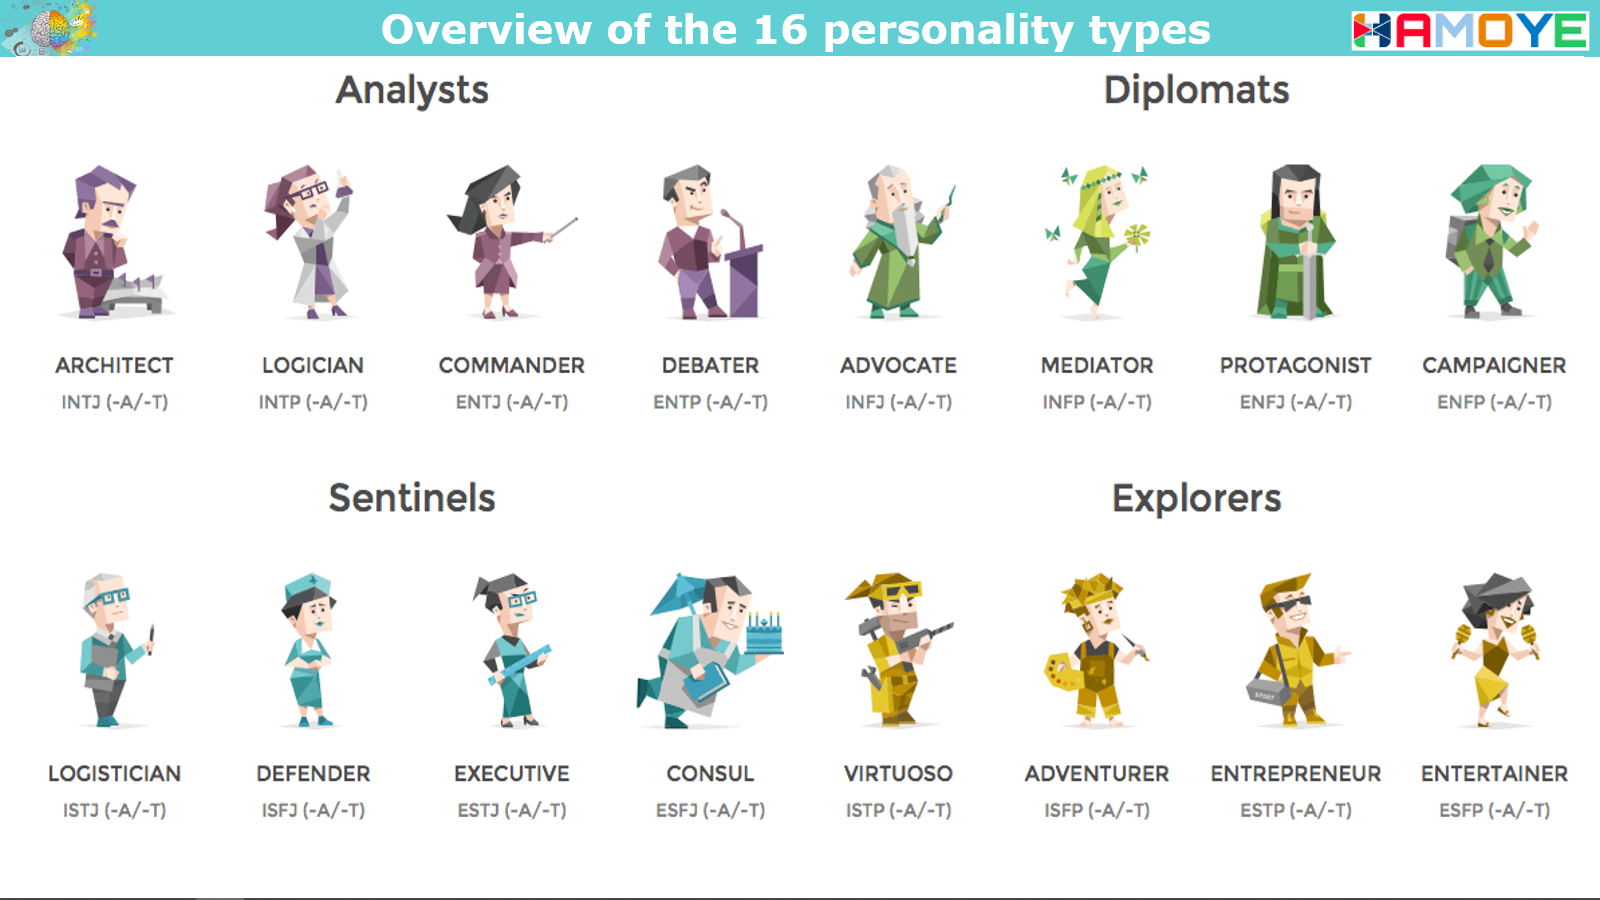 Overview of the 16 personality types
HAMOYE
Analysts
Diplomats
ARCHITECT
INTJ (-A/-T)
LOGICIAN
INTP (-A/-T)
COMMANDER
ENTJ (-A/-T)
DEBATER
ENTP (-A/-T)
ADVOCATE
INFJ (-A/-T)
MEDIATOR
INFP (-A/-T)
PROTAGONIST
ENFJ (-A/-T)
CAMPAIGNER
ENFP (-A/-T)
Sentinels
Explorers
LOGISTICIAN
ISTJ (-A/-T)
DEFENDER
ISFJ (-A/-T)
EXECUTIVE
ESTJ (-A/-T)
CONSUL
ESFJ (-A/-T)
VIRTUOSO
ISTP (-A/-T)
ADVENTURER
ISFP (-A/-T)
SPORT
ENTREPRENEUR
ESTP (-A/-T)
ENTERTAINER
ESFP (-A/-T)